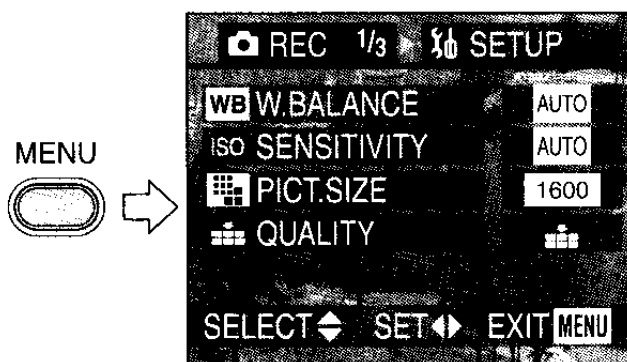 MENU
REC 1/3 SETUP
WB W.BALANCE AUTO
ISO SENSITIVITY AUTO
PICT.SIZE 1600
QUALITY
SELECT SET EXIT MENU